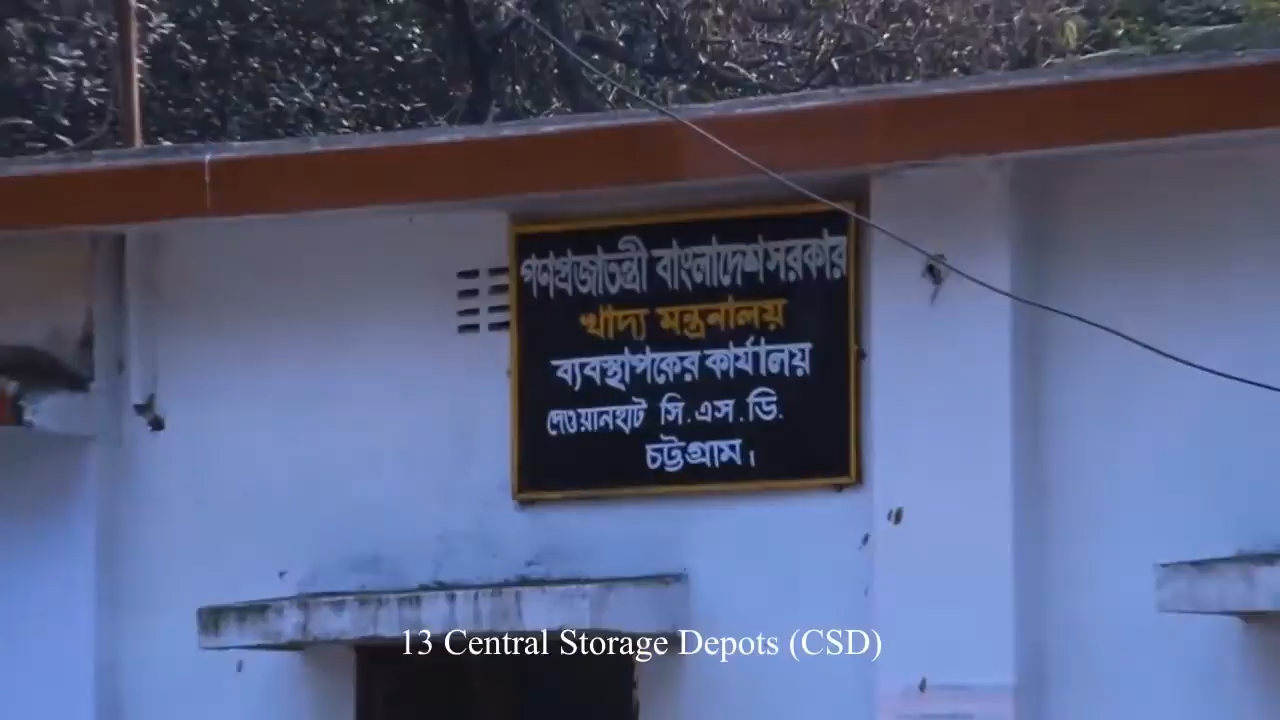 গণপ্রজাতন্ত্রী বাংলাদেশ সরকার
খাদ্য মন্ত্রনালয়
ব্যবস্থাপকের কার্যালয়
দেওয়ানহাট সি.এস.ডি.
চট্টগ্রাম।
13 Central Storage Depots (CSD)